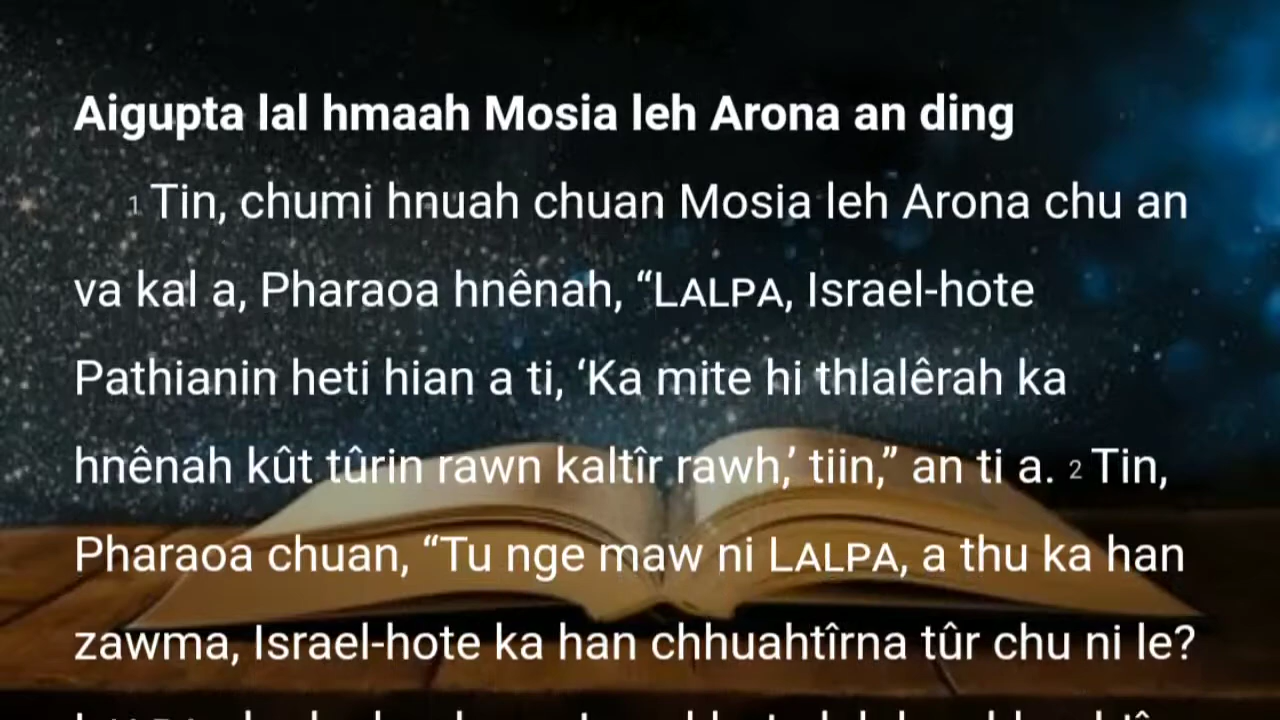 Aigupta lal hmaah Mosia leh Arona an ding
1 Tin, chumi hnuah chuan Mosia leh Arona chu an
va kal a, Pharaoa hnênah, “LALPA, Israel-hote
Pathianin heti hian a ti, ‘Ka mite hi thlalêrah ka
hnênah kût tûrin rawn kaltîr rawh,’ tiin,” an ti a. 2 Tin,
Pharaoa chuan, “Tu nge maw ni LALPA, a thu ka han
zawma, Israel-hote ka han chhuahtîrna tûr chu ni le?